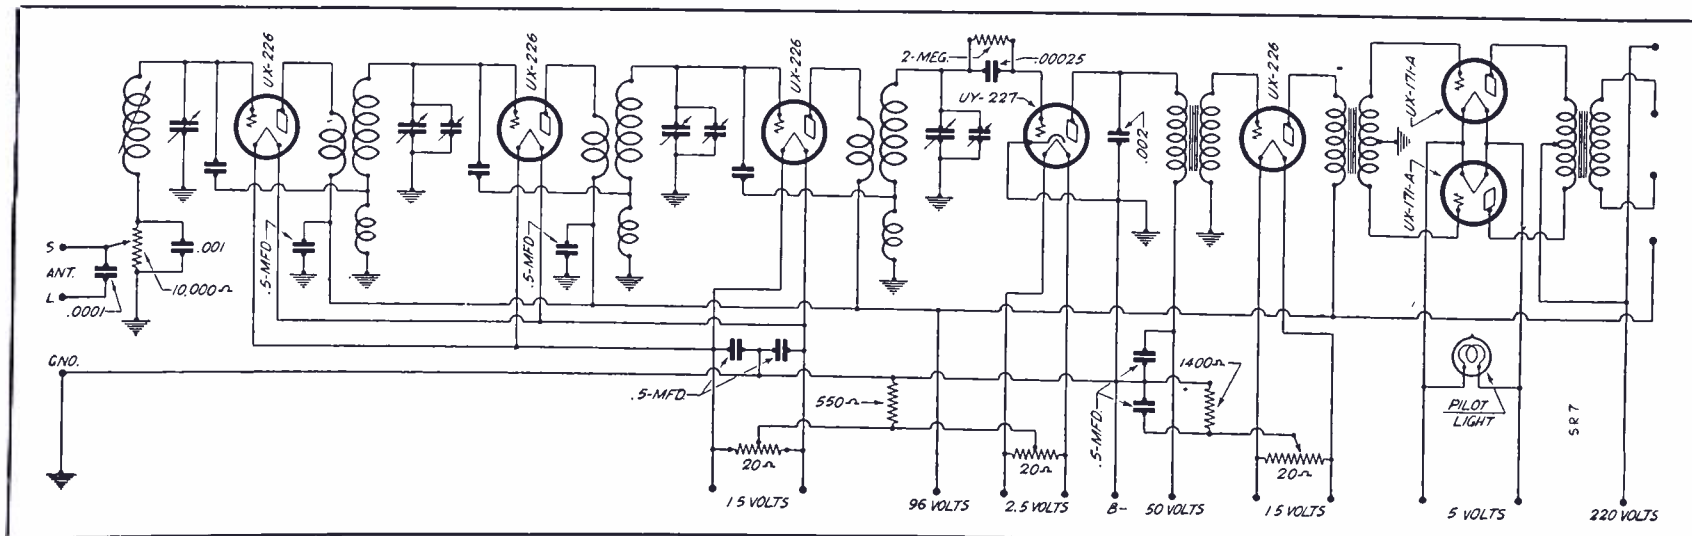 UX-226
UX-226
UX-226
2-MEG.
.00025
UY-227
.002
UX-226
UX-171-A
UX-171-A
S
ANT.
L
.0001
.001
10,000Ω
.5-MFD
.5-MFD
GND.
.5-MFD.
550Ω
.5-MFD.
1400Ω
PILOT
LIGHT
SR7
20Ω
20Ω
20Ω
1.5 VOLTS
96 VOLTS
2.5 VOLTS
B-
50 VOLTS
1.5 VOLTS
5 VOLTS
220 VOLTS